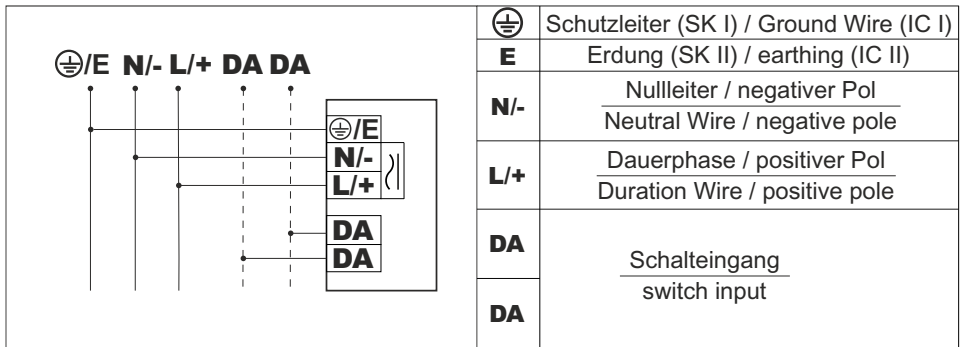 ⏚/E N/- L/+ DA DA
⏚/E
N/-
L/+
DA
DA
⏚ Schutzleiter (SK I) / Ground Wire (IC I)
E Erdung (SK II) / earthing (IC II)
N/- Nullleiter / negativer Pol
Neutral Wire / negative pole
L/+ Dauerphase / positiver Pol
Duration Wire / positive pole
DA
Schalteingang
switch input
DA